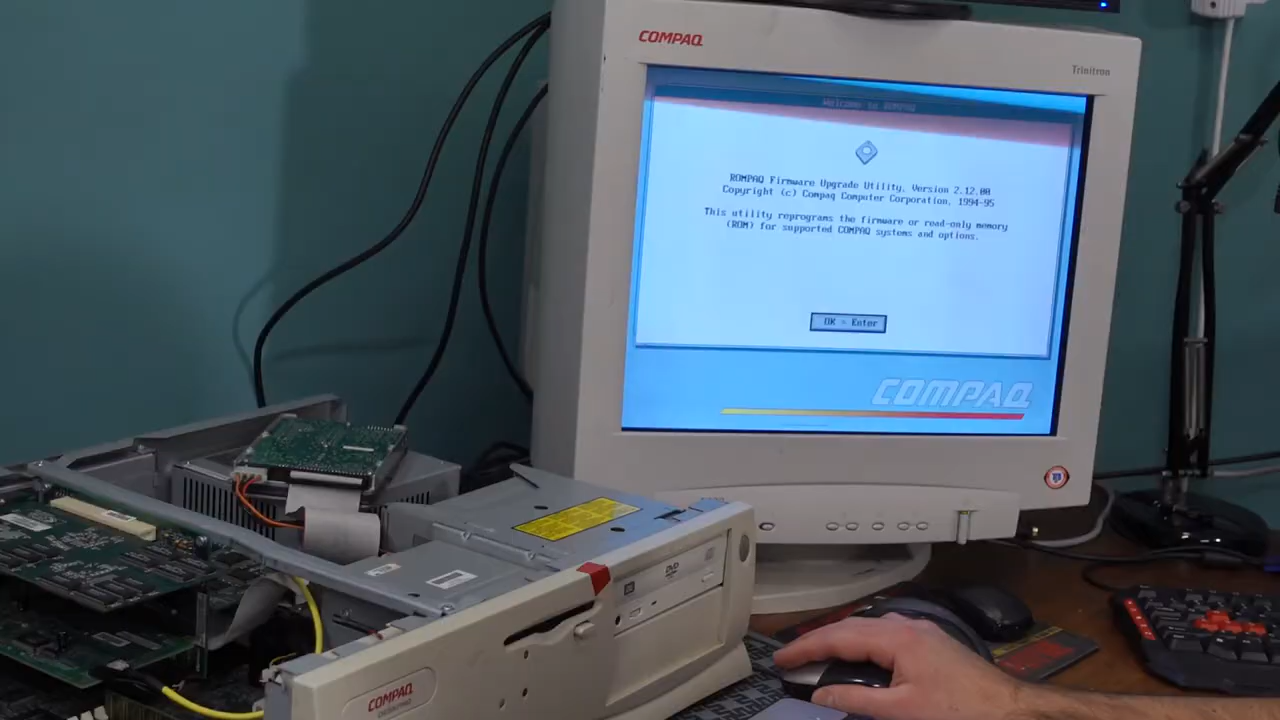 COMPAQ
Trinitron
Welcome to ROMPAQ
ROMPAQ Firmware Upgrade Utility, Version 2.12.00
Copyright (c) Compaq Computer Corporation, 1994-95
This utility reprograms the firmware or read-only memory
(ROM) for supported COMPAQ systems and options.
OK = Enter
COMPAQ
DVD
COMPAQ
DESKPRO